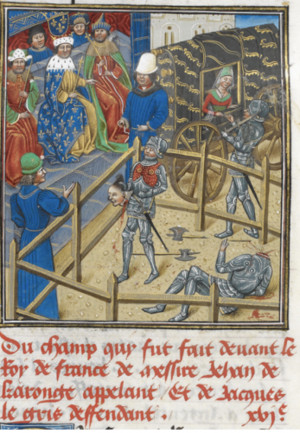 Du champ quy fut fait devant le
Roy de france de messire Jehan de
karonge appelant Et de Jacques
le gris deffendant . xvje